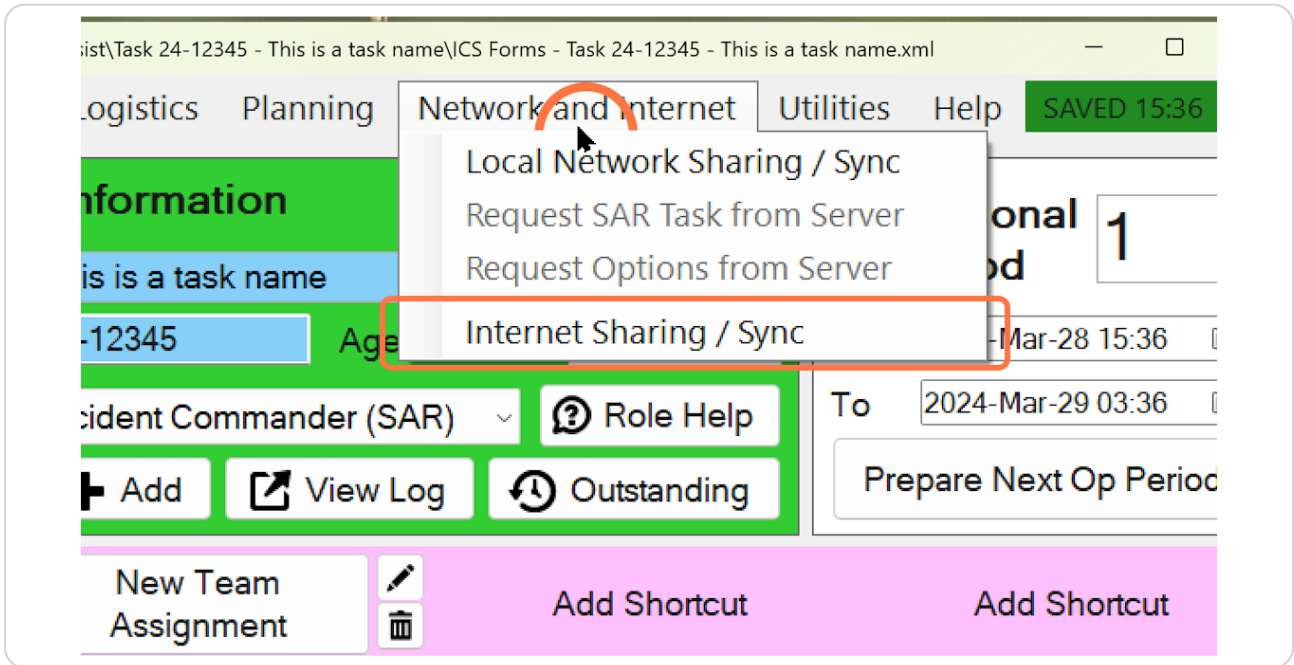 sist\Task 24-12345 - This is a task name\ICS Forms - Task 24-12345 - This is a task name.xml
Logistics Planning Network and Internet Utilities Help SAVED 15:36
Local Network Sharing / Sync
Request SAR Task from Server
Request Options from Server
Internet Sharing / Sync
nformation
is is a task name
-12345 Age
cident Commander (SAR) Role Help
Add View Log Outstanding
onal 1
od
-Mar-28 15:36
To 2024-Mar-29 03:36
Prepare Next Op Period
New Team
Assignment
Add Shortcut Add Shortcut